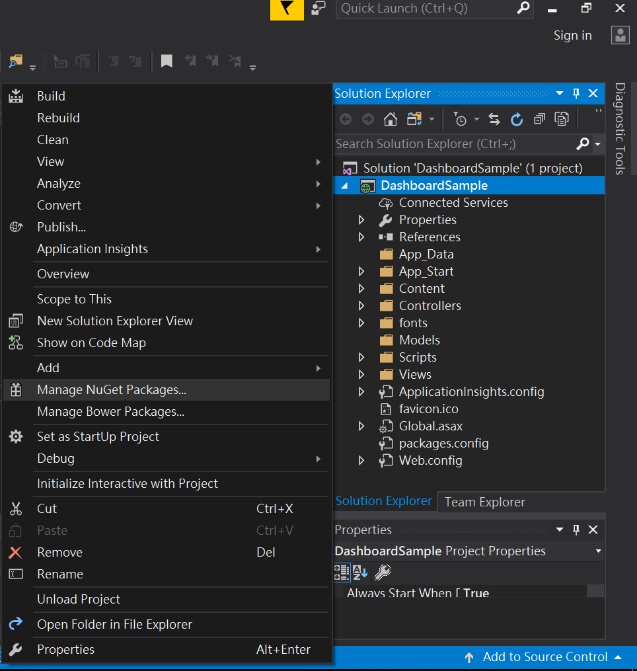 Quick Launch (Ctrl+Q)
Sign in
Build
Rebuild
Clean
View
Analyze
Convert
Publish...
Application Insights
Overview
Scope to This
New Solution Explorer View
Show on Code Map
Add
Manage NuGet Packages...
Manage Bower Packages...
Set as StartUp Project
Debug
Initialize Interactive with Project
Cut Ctrl+X
Paste Ctrl+V
Remove Del
Rename
Unload Project
Open Folder in File Explorer
Properties Alt+Enter
Solution Explorer
Search Solution Explorer (Ctrl+;)
Solution 'DashboardSample' (1 project)
DashboardSample
Connected Services
Properties
References
App_Data
App_Start
Content
Controllers
fonts
Models
Scripts
Views
ApplicationInsights.config
favicon.ico
Global.asax
packages.config
Web.config
Solution Explorer Team Explorer
Properties
DashboardSample Project Properties
Always Start When [ True
Diagnostic Tools
Add to Source Control